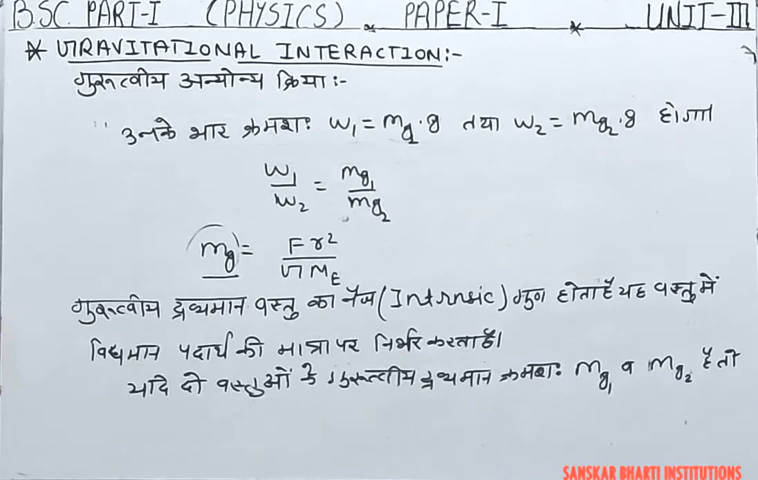 B.SC PART-I (PHYSICS) * PAPER-I * UNIT-III
* GRAVITATIONAL INTERACTION:-
गुरुत्वीय अन्योन्य क्रिया:-
उनके भार क्रमशः W₁ = mg₁.g तथा W₂ = mg₂.g होगा
W₁/W₂ = mg₁/mg₂
mg = Fr²/GM_E
गुरुत्वीय द्रव्यमान वस्तु का नैज (Intrinsic) गुण होता है यह वस्तु में
विद्यमान पदार्थ की मात्रा पर निर्भर करता है।
यदि दो वस्तुओं के गुरुत्वीय द्रव्यमान क्रमशः mg₁ व mg₂ है तो
SANSKAR BHARTI INSTITUTIONS